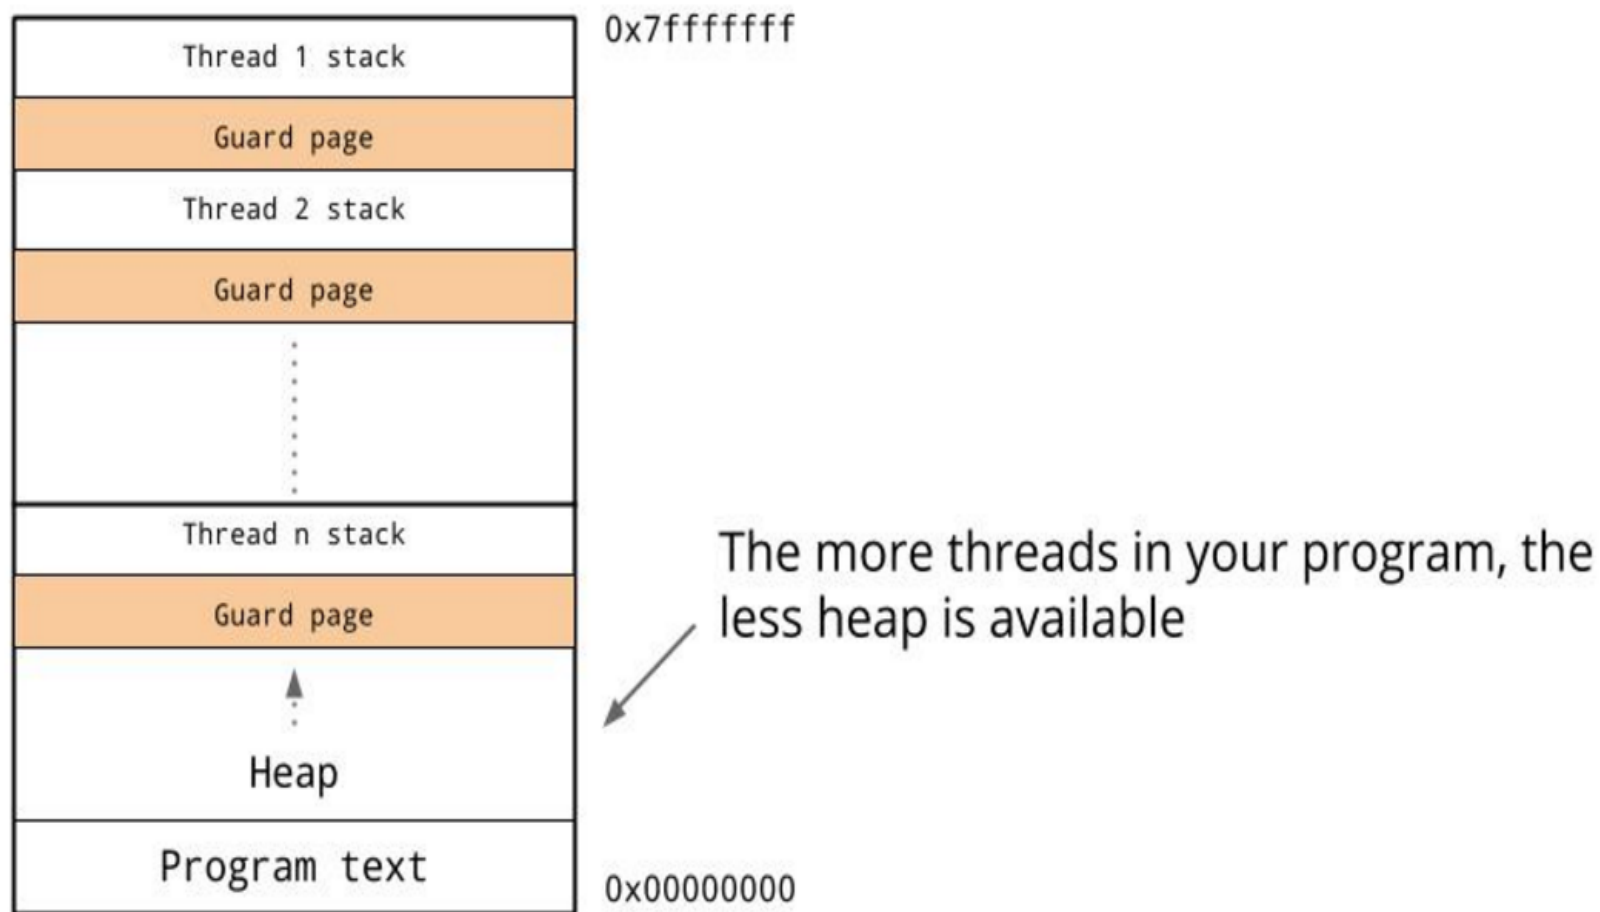 0x7fffffff
Thread 1 stack
Guard page
Thread 2 stack
Guard page
Thread n stack
Guard page
The more threads in your program, the
less heap is available
Heap
Program text
0x00000000